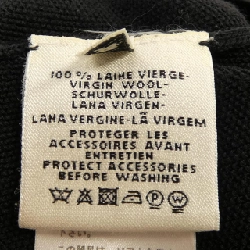 100 % LAINE VIERGE-
VIRGIN WOOL-
SCHURWOLLE-
LANA VIRGEN-
LANA VERGINE-LÃ VIRGEM
PROTEGER LES
ACCESSOIRES AVANT
ENTRETIEN
PROTECT ACCESSORIES
BEFORE WASHING
P